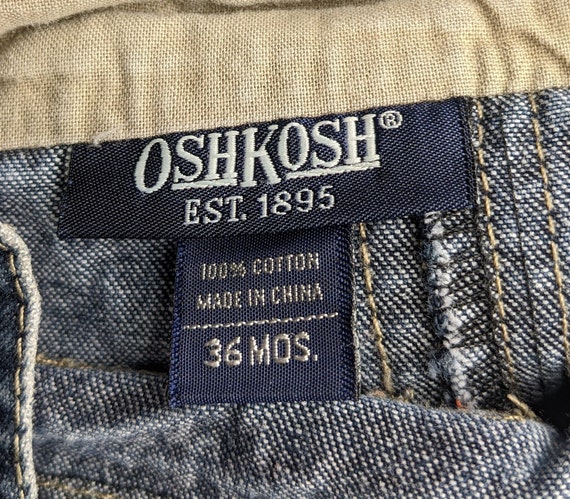 OSHKOSH®
EST. 1895
100% COTTON
MADE IN CHINA
36 MOS.